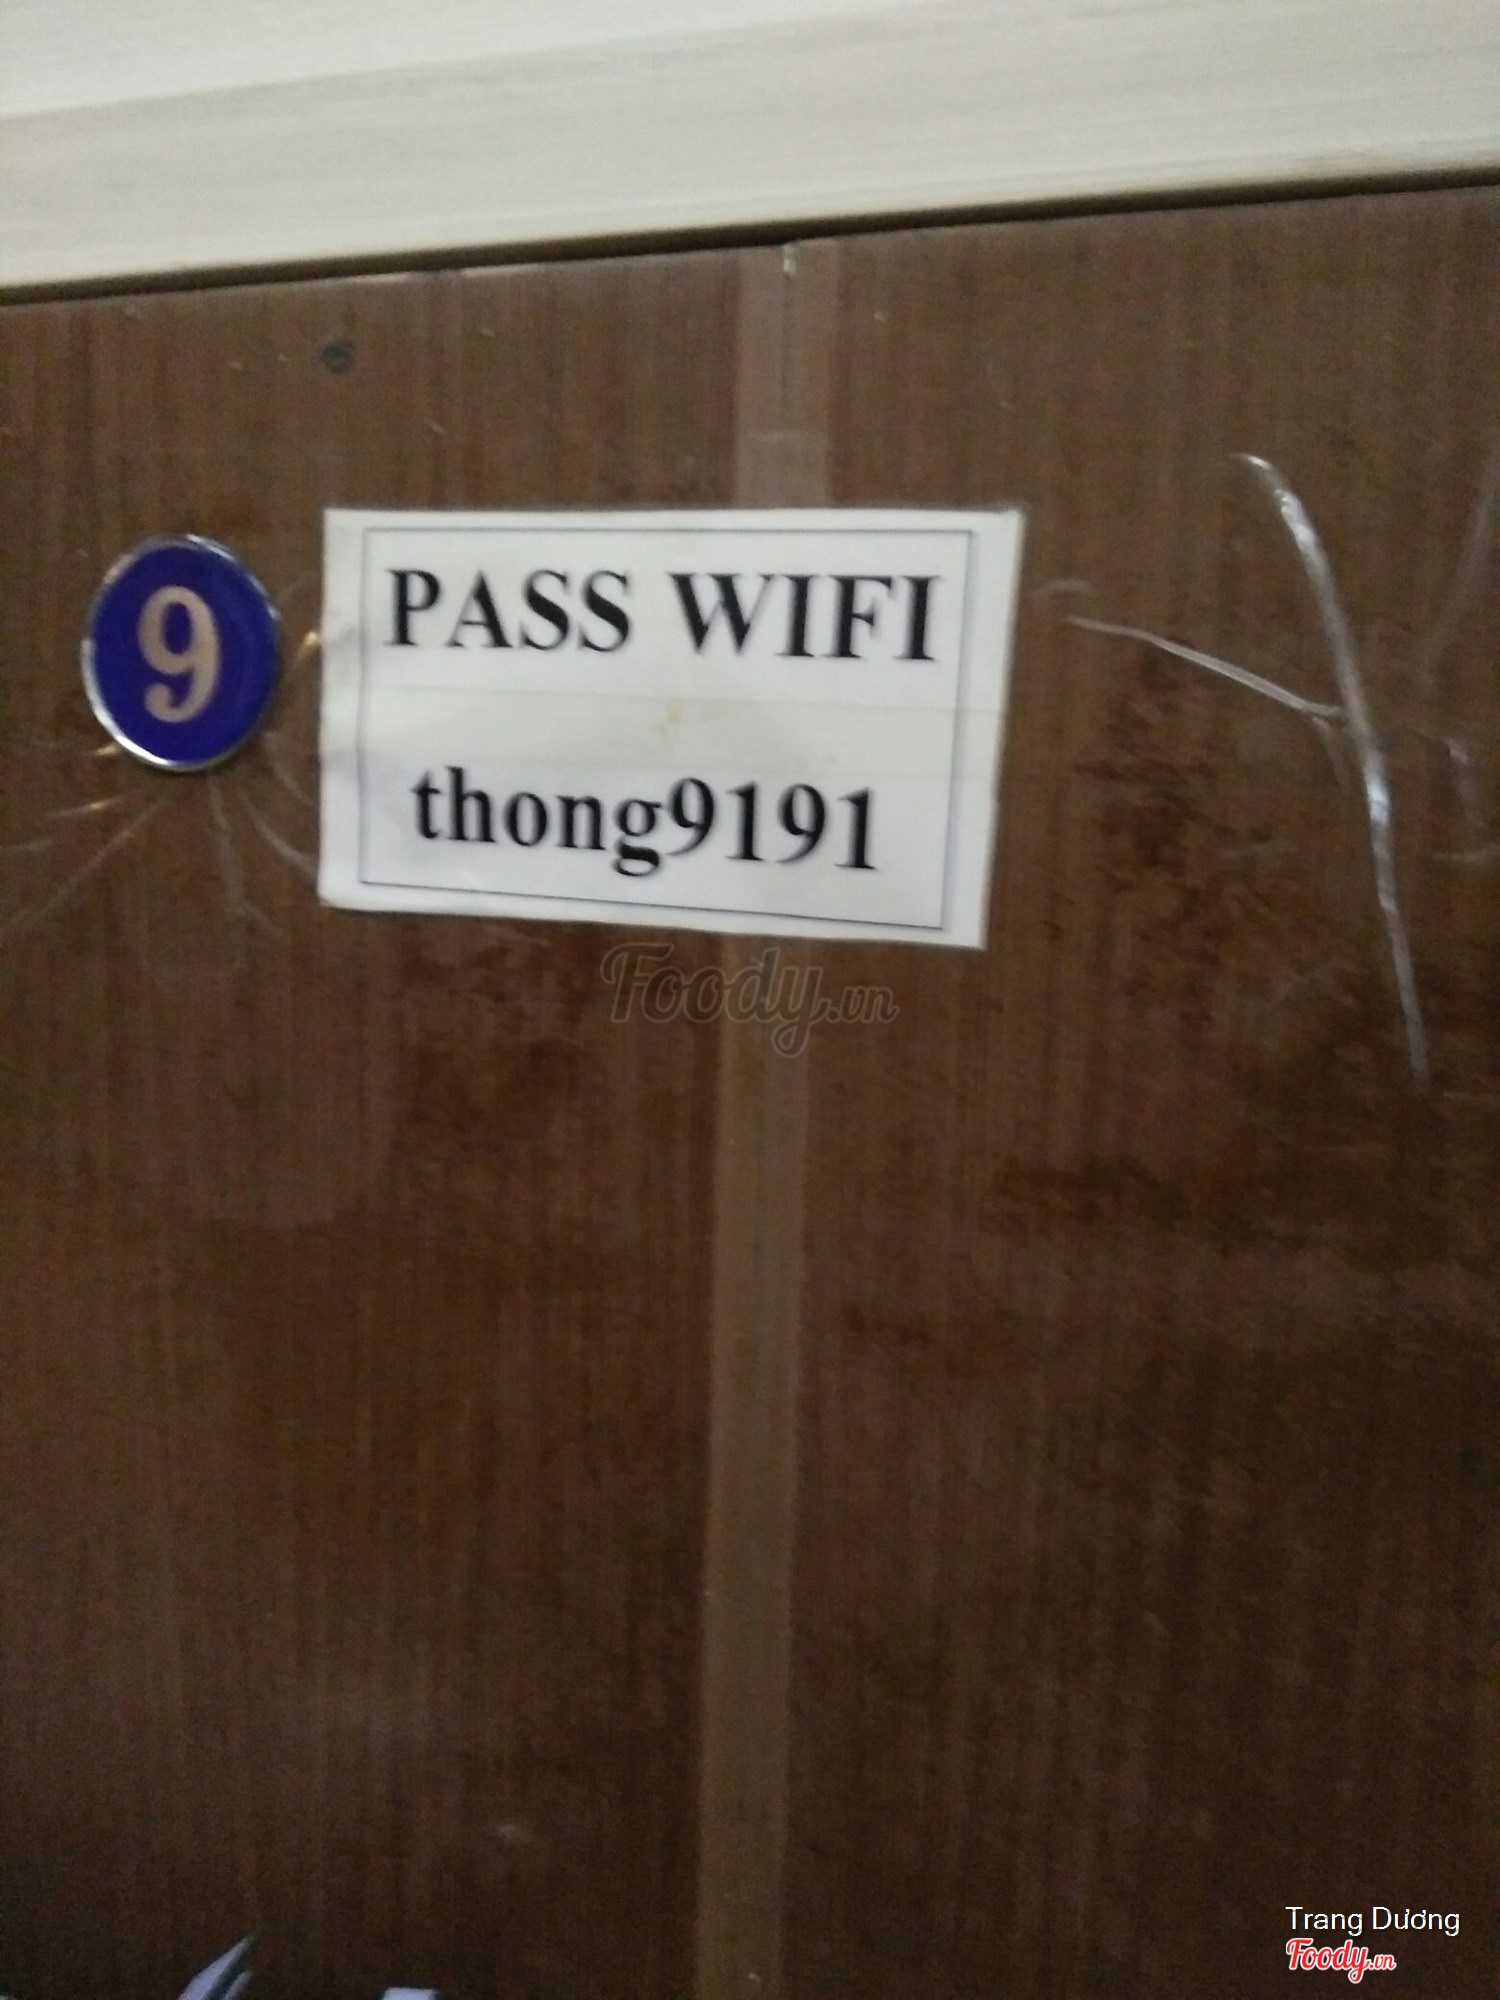 9
PASS WIFI
thong9191
Foody.vn
Trang Dương
Foody.vn